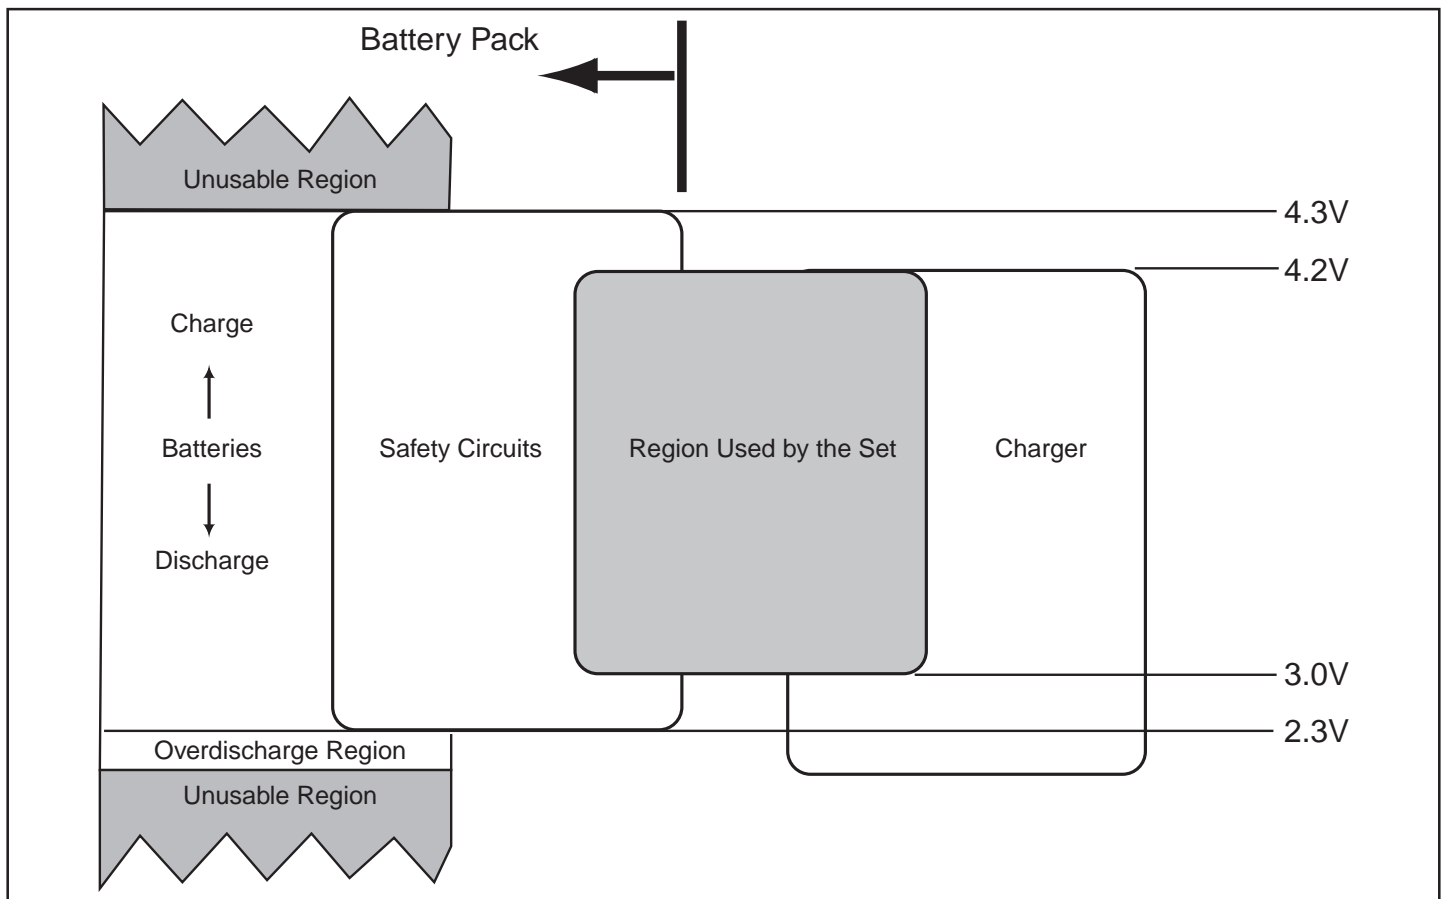 Battery Pack
Unusable Region
4.3V
4.2V
Charge
Batteries
Safety Circuits
Region Used by the Set
Charger
Discharge
3.0V
2.3V
Overdischarge Region
Unusable Region